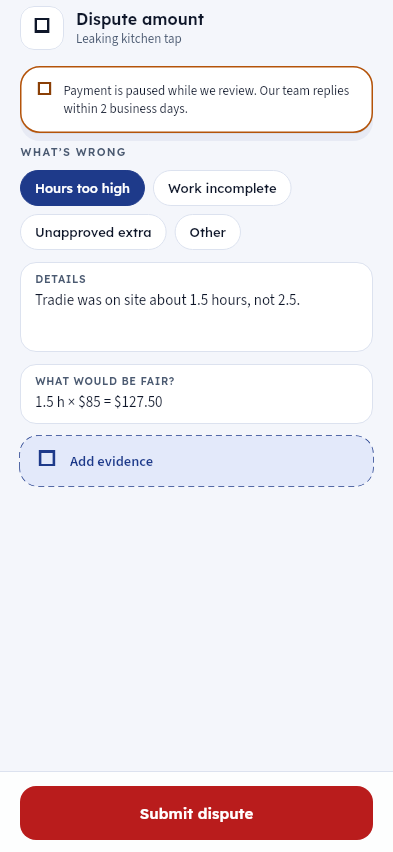 Dispute amount
Leaking kitchen tap
Payment is paused while we review. Our team replies
within 2 business days.
WHAT'S WRONG
Hours too high
Work incomplete
Unapproved extra
Other
DETAILS
Tradie was on site about 1.5 hours, not 2.5.
WHAT WOULD BE FAIR?
1.5 h × $85 = $127.50
Add evidence
Submit dispute